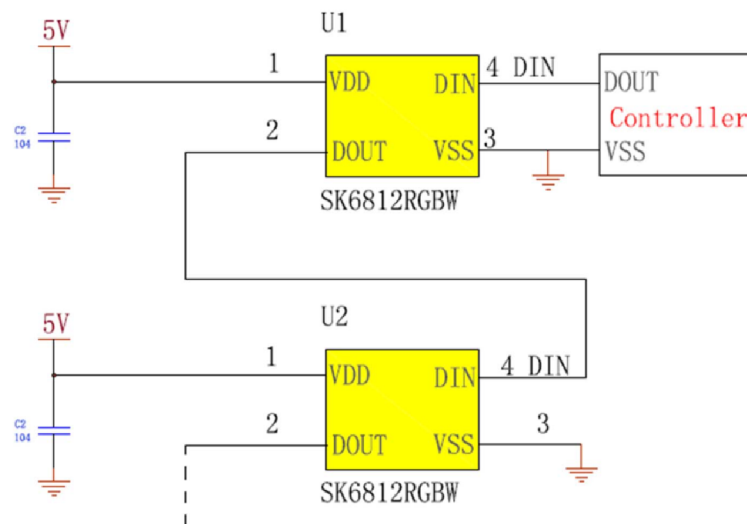 U1
5V
1
VDD
DIN
4 DIN
DOUT
Controller
C2
104
2
DOUT
VSS
3
VSS
SK6812RGBW
U2
5V
1
VDD
DIN
4 DIN
C2
104
2
DOUT
VSS
3
SK6812RGBW